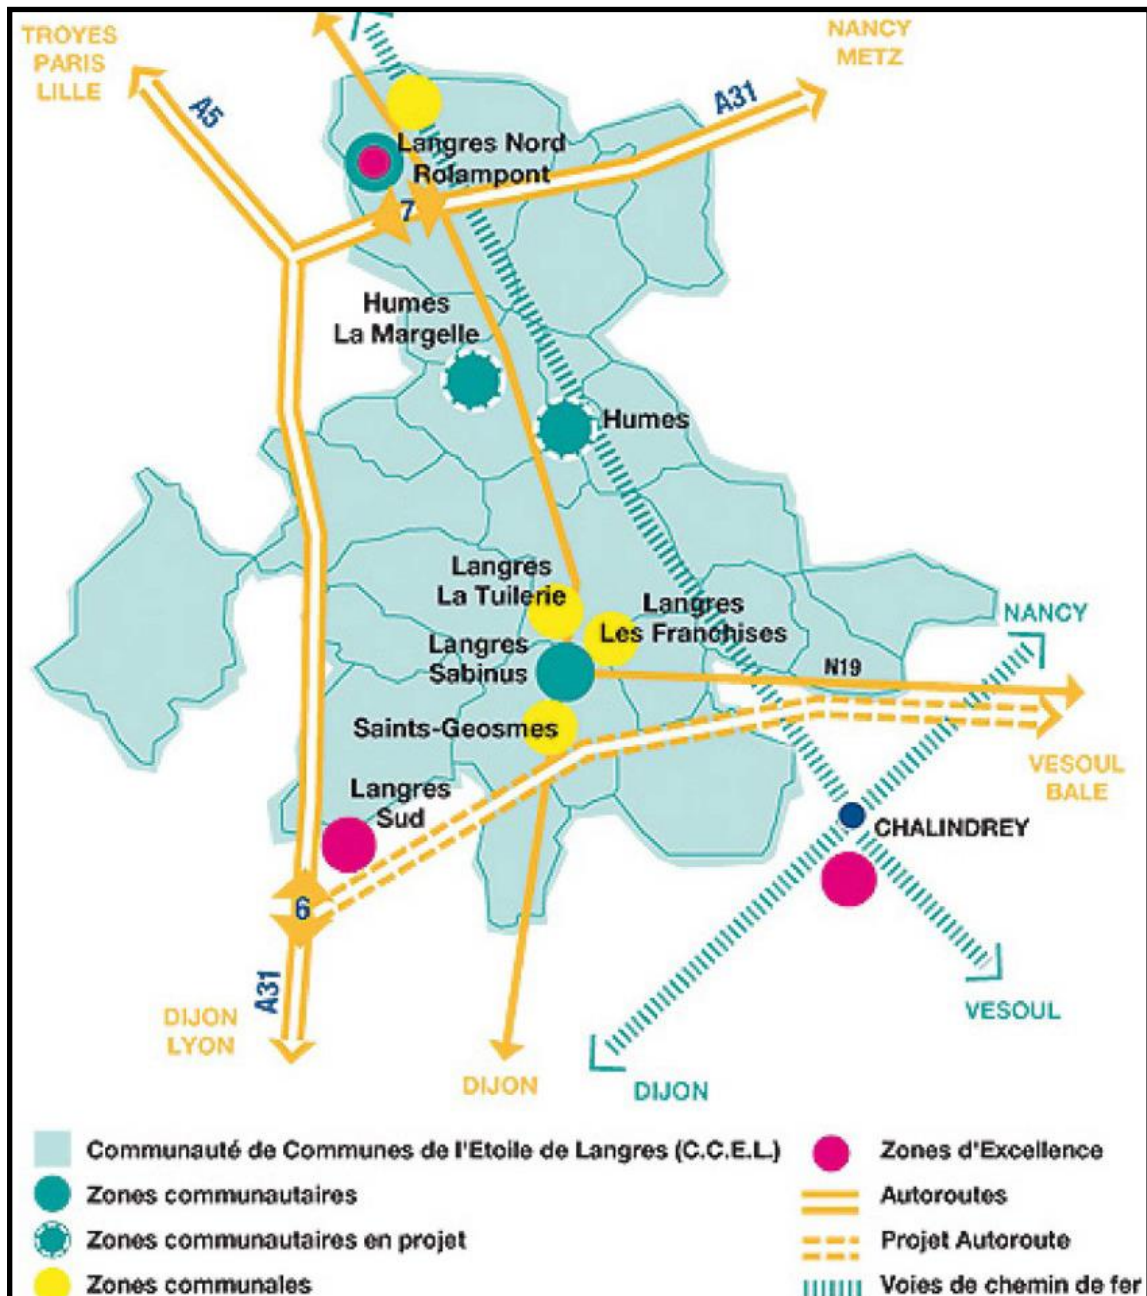 TROYES
PARIS
LILLE
NANCY
METZ
A5
A31
Langres Nord
Rolampont
7
Humes
La Margelle
Humes
Langres
La Tuilerie
Langres
Les Franchises
Langres
Sabinus
NANCY
N19
Saints-Geosmes
VESOUL
BALE
Langres
Sud
CHALINDREY
6
A31
DIJON
LYON
VESOUL
DIJON
DIJON
Communauté de Communes de l'Etoile de Langres (C.C.E.L.)
Zones communautaires
Zones communautaires en projet
Zones communales
Zones d'Excellence
Autoroutes
Projet Autoroute
Voies de chemin de fer